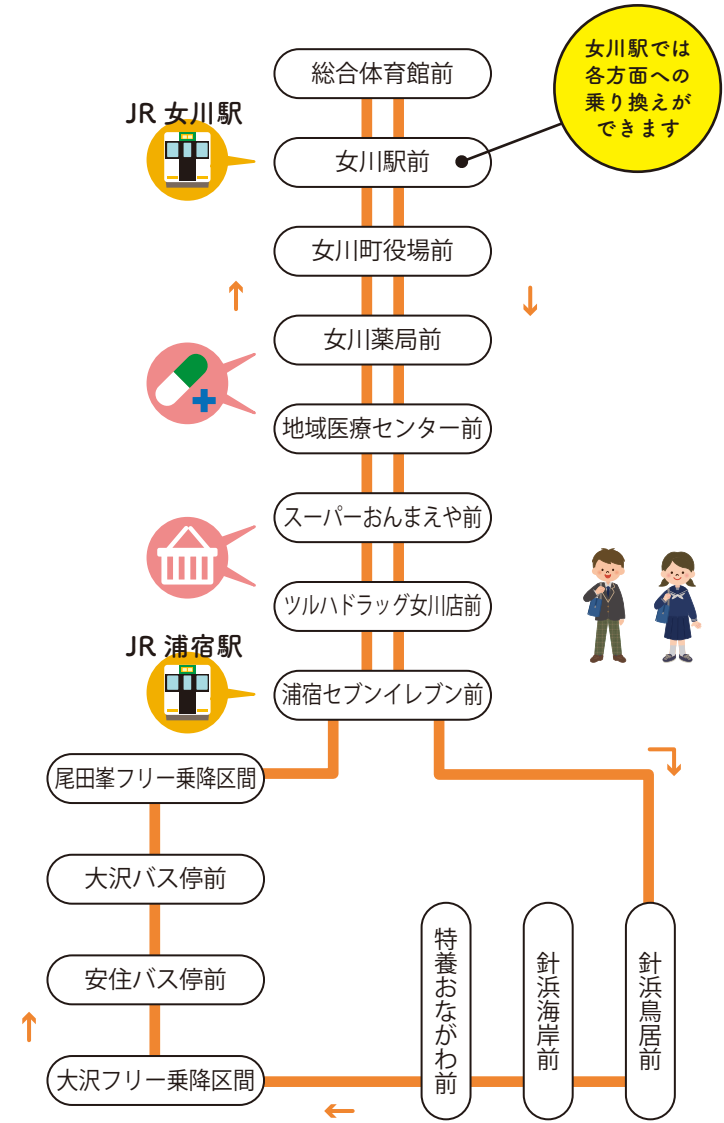 女川駅では
各方面への
乗り換えが
できます
総合体育館前
JR 女川駅
女川駅前
女川町役場前
女川薬局前
地域医療センター前
スーパーおんまえや前
ツルハドラッグ女川店前
JR 浦宿駅
浦宿セブンイレブン前
尾田峯フリー乗降区間
大沢バス停前
安住バス停前
大沢フリー乗降区間
特養おながわ前
針浜海岸前
針浜鳥居前